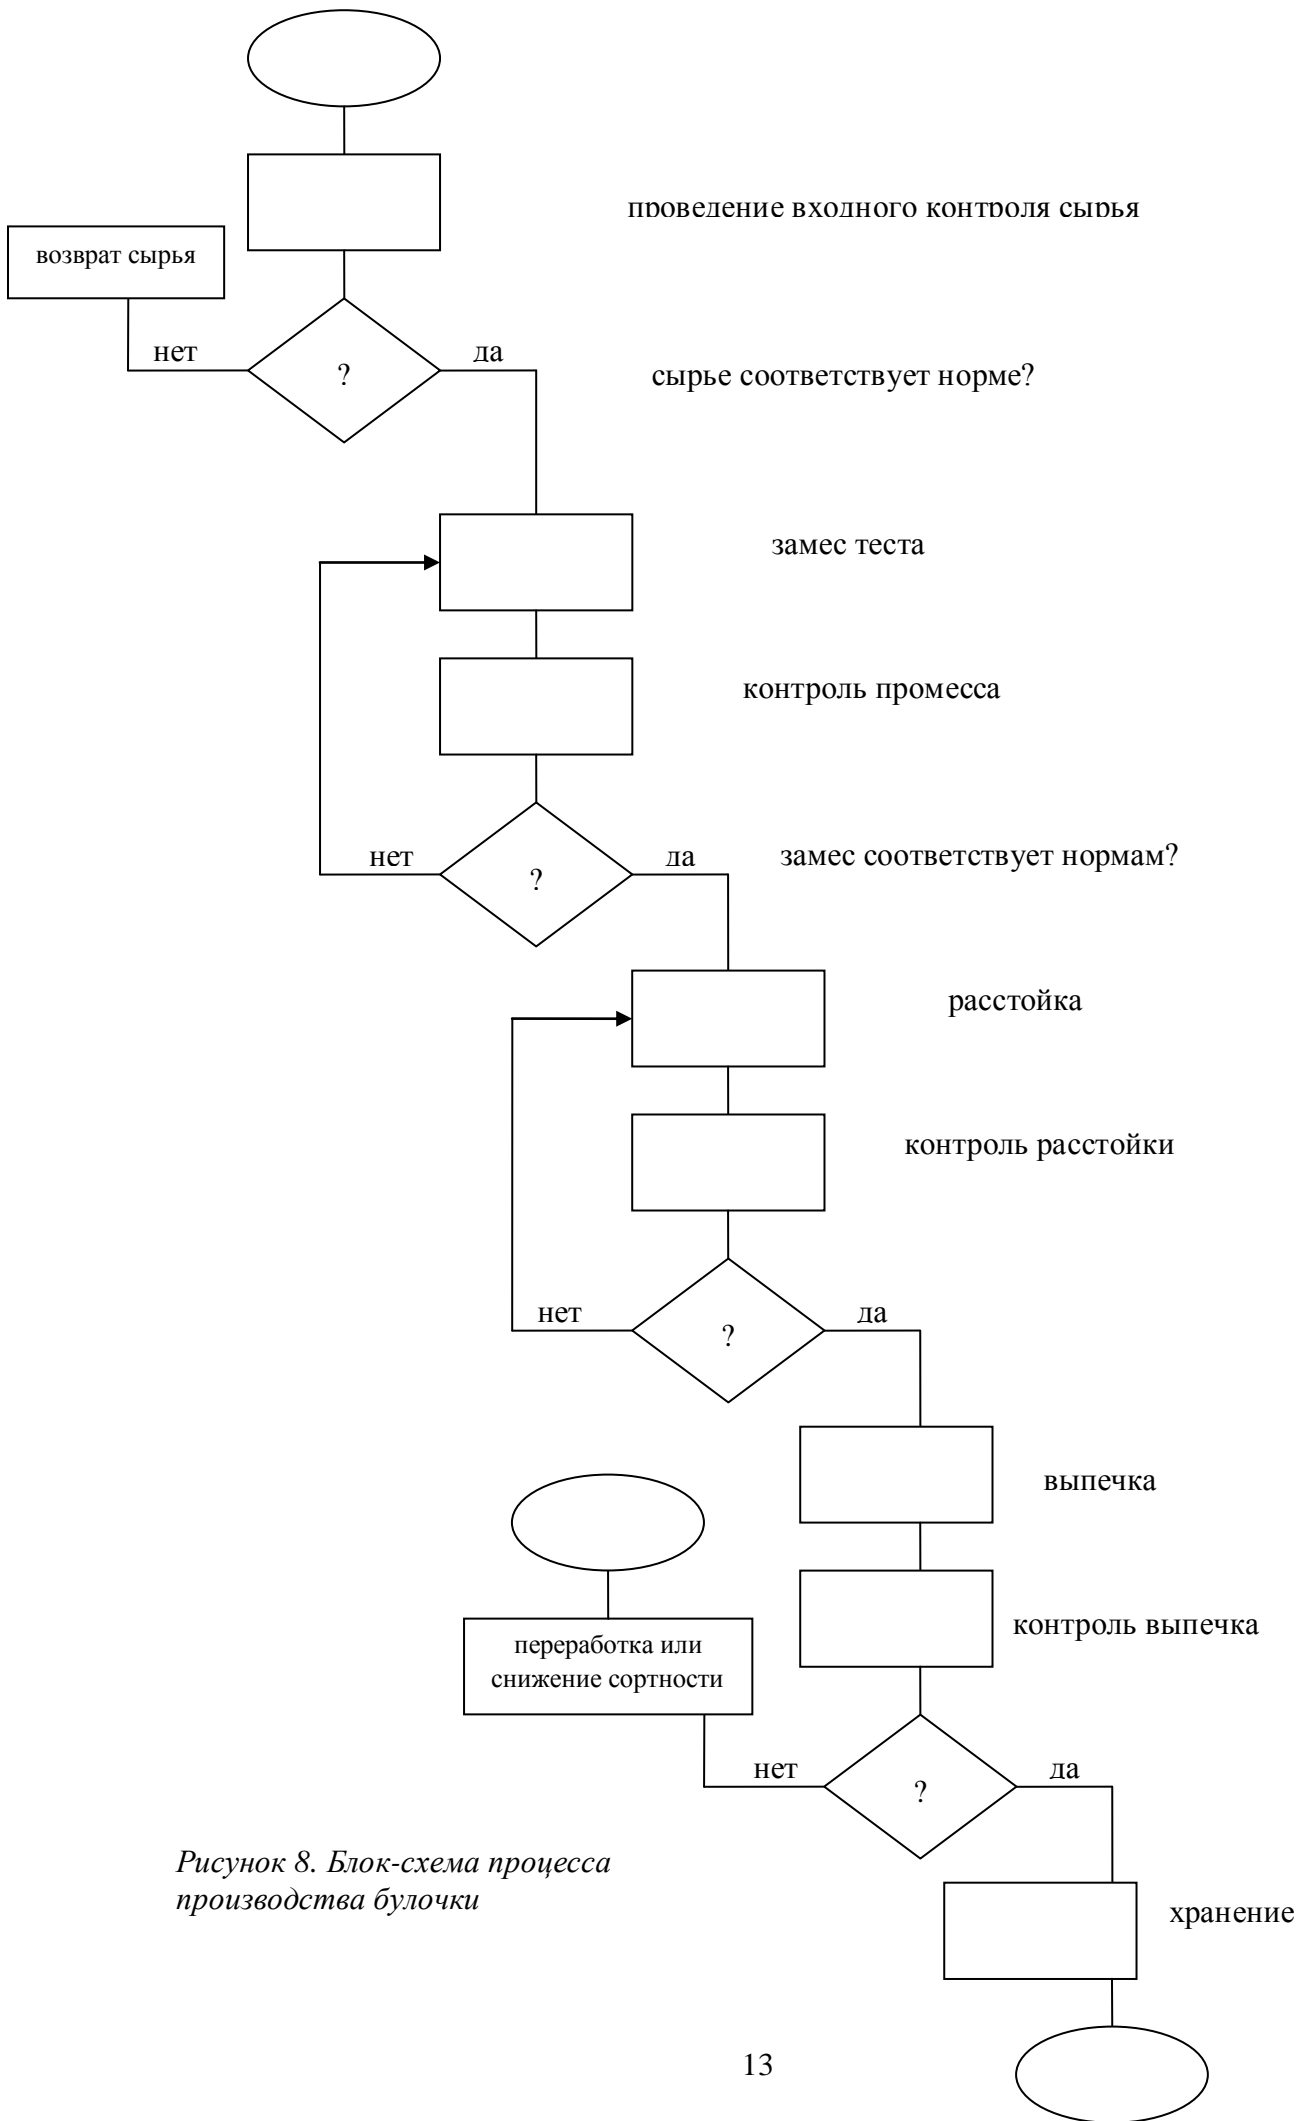 проведение входного контроля сырья
возврат сырья
нет
да
?
сырье соответствует норме?
замес теста
контроль промесса
нет
да
?
замес соответствует нормам?
расстойка
контроль расстойки
нет
да
?
выпечка
контроль выпечка
переработка или
снижение сортности
нет
да
?
Рисунок 8. Блок-схема процесса
производства булочки
хранение
13